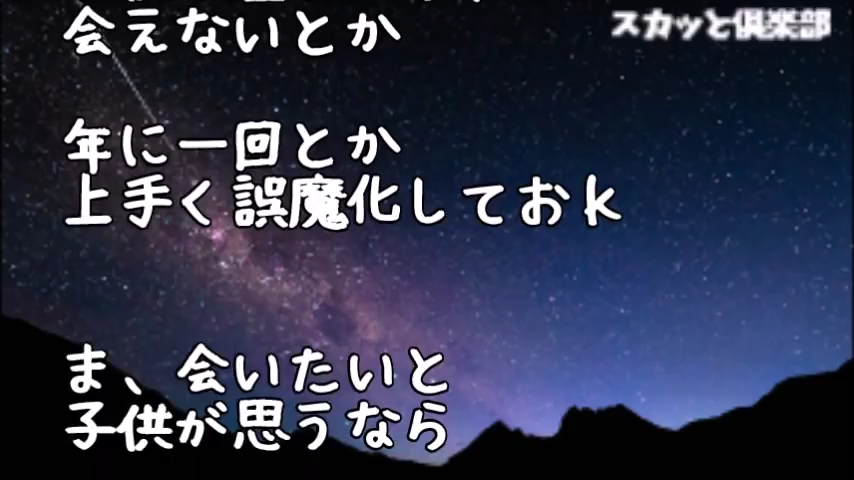 スカッと倶楽部
会えないとか
年に一回とか
上手く誤魔化しておｋ
ま、会いたいと
子供が思うなら